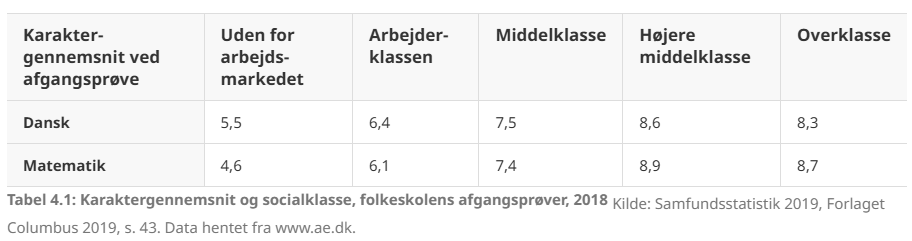 Karakter- Uden for Arbejder- Middelklasse Højere Overklasse
gennemsnit ved arbejds- klassen middelklasse
afgangsprøve markedet
Dansk 5,5 6,4 7,5 8,6 8,3
Matematik 4,6 6,1 7,4 8,9 8,7
Tabel 4.1: Karaktergennemsnit og socialklasse, folkeskolens afgangsprøver, 2018 Kilde: Samfundsstatistik 2019, Forlaget
Columbus 2019, s. 43. Data hentet fra www.ae.dk.